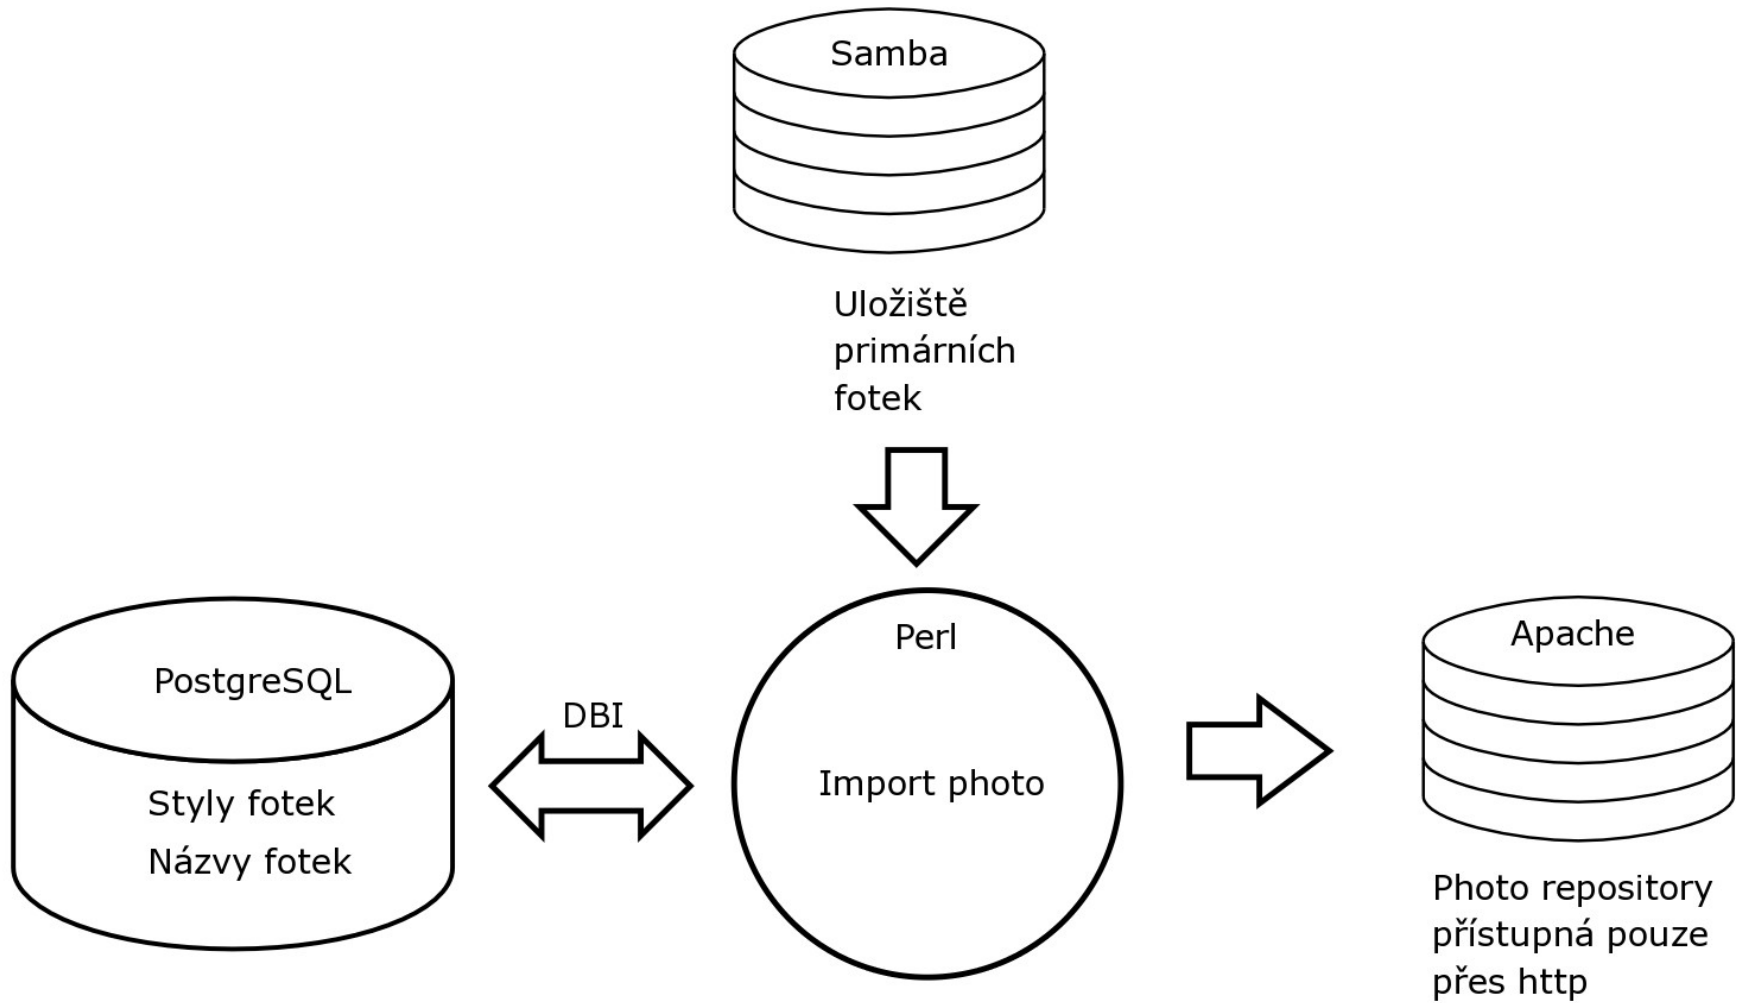 Samba
Uložiště
primárních
fotek
PostgreSQL
Styly fotek
Názvy fotek
DBI
Perl
Import photo
Apache
Photo repository
přístupná pouze
přes http